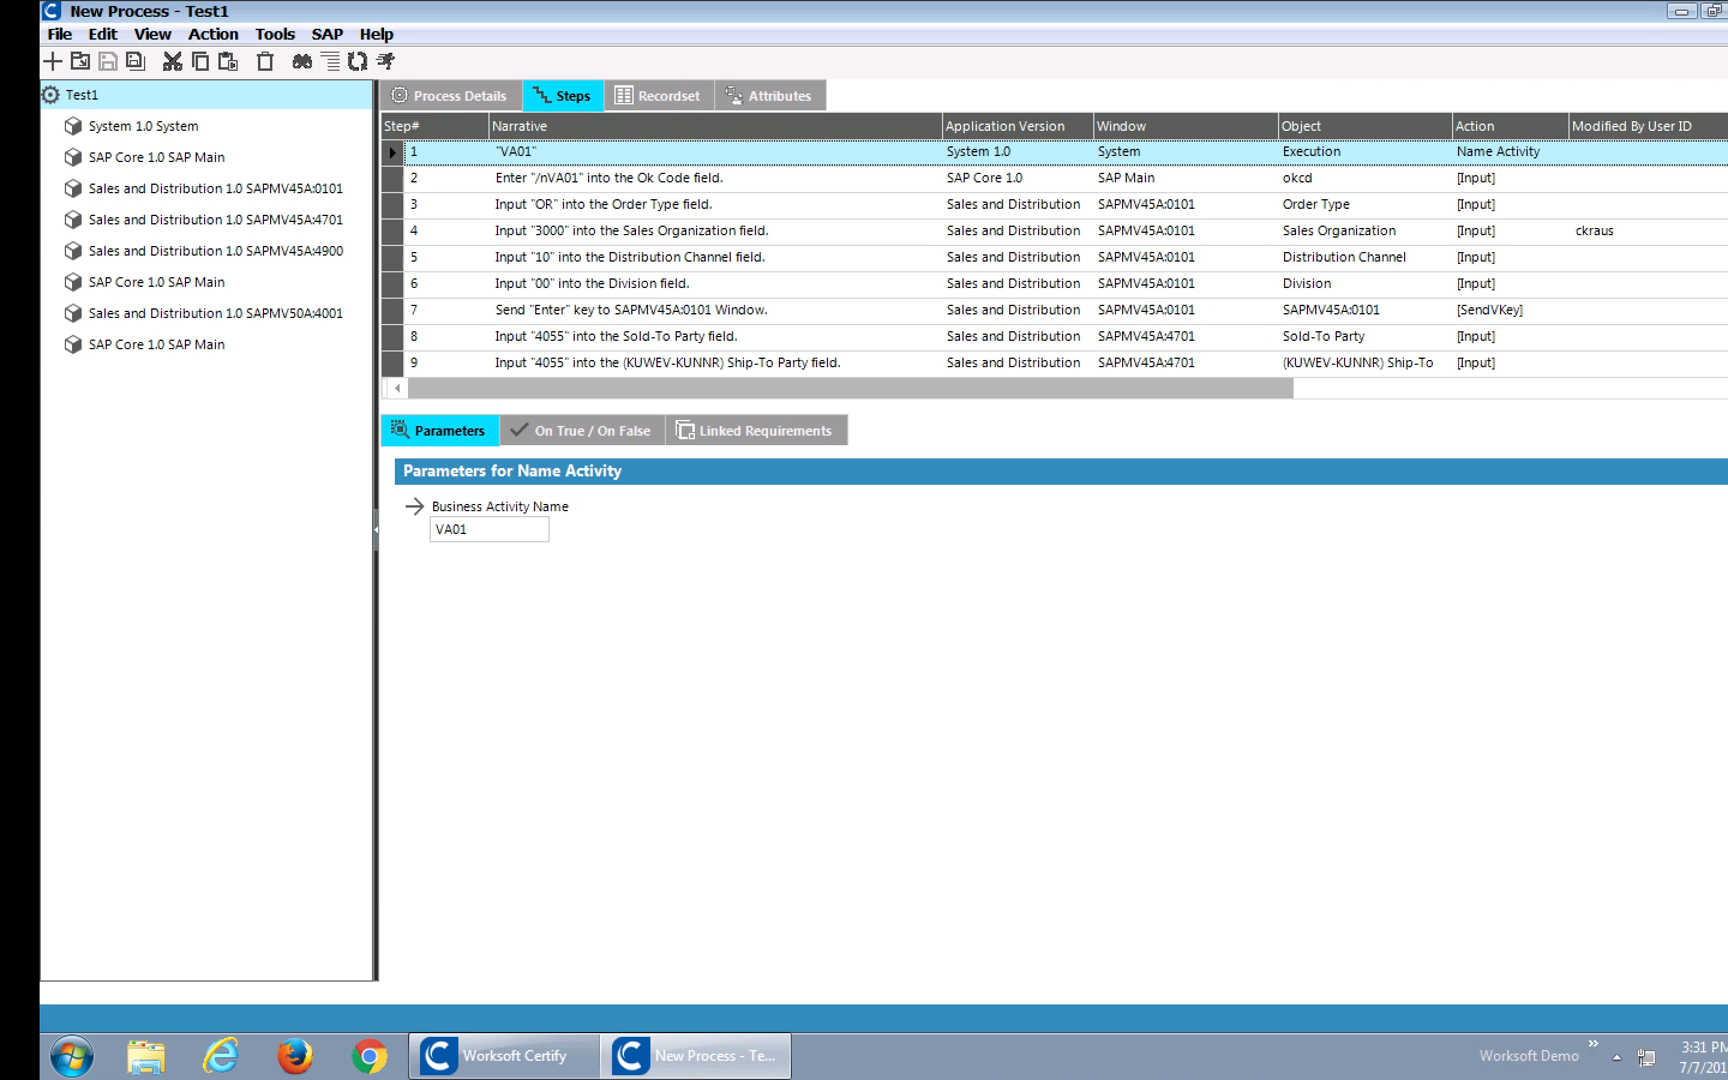 New Process - Test1
File Edit View Action Tools SAP Help
Test1
System 1.0 System
SAP Core 1.0 SAP Main
Sales and Distribution 1.0 SAPMV45A:0101
Sales and Distribution 1.0 SAPMV45A:4701
Sales and Distribution 1.0 SAPMV45A:4900
SAP Core 1.0 SAP Main
Sales and Distribution 1.0 SAPMV50A:4001
SAP Core 1.0 SAP Main
Process Details Steps Recordset Attributes
Step# Narrative Application Version Window Object Action Modified By User ID
1 "VA01" System 1.0 System Execution Name Activity
2 Enter "/nVA01" into the Ok Code field. SAP Core 1.0 SAP Main okcd [Input]
3 Input "OR" into the Order Type field. Sales and Distribution SAPMV45A:0101 Order Type [Input]
4 Input "3000" into the Sales Organization field. Sales and Distribution SAPMV45A:0101 Sales Organization [Input] ckraus
5 Input "10" into the Distribution Channel field. Sales and Distribution SAPMV45A:0101 Distribution Channel [Input]
6 Input "00" into the Division field. Sales and Distribution SAPMV45A:0101 Division [Input]
7 Send "Enter" key to SAPMV45A:0101 Window. Sales and Distribution SAPMV45A:0101 SAPMV45A:0101 [SendVKey]
8 Input "4055" into the Sold-To Party field. Sales and Distribution SAPMV45A:4701 Sold-To Party [Input]
9 Input "4055" into the (KUWEV-KUNNR) Ship-To Party field. Sales and Distribution SAPMV45A:4701 (KUWEV-KUNNR) Ship-To [Input]
Parameters On True / On False Linked Requirements
Parameters for Name Activity
Business Activity Name
VA01
Worksoft Certify New Process - Te... Worksoft Demo
3:31 PM
7/7/201